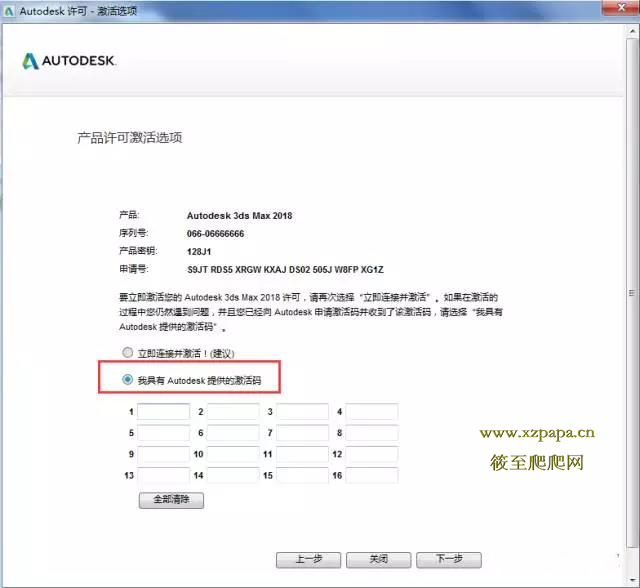 Autodesk 许可 - 激活选项
AUTODESK.
产品许可激活选项
产品: Autodesk 3ds Max 2018
序列号: 066-06666666
产品密钥: 128J1
申请号: S9JT RDS5 XRGW KXAJ DS02 505J W8FP XG1Z
要立即激活您的 Autodesk 3ds Max 2018 许可，请再次选择“立即连接并激活”。如果在激活的
过程中您仍然遇到问题，并且您已经向 Autodesk 申请激活码并收到了该激活码，请选择“我具有
Autodesk 提供的激活码”。
立即连接并激活！(建议)
我具有 Autodesk 提供的激活码
1 2 3 4
5 6 7 8
9 10 11 12
13 14 15 16
全部清除
www.xzpapa.cn
筱至爬爬网
上一步 关闭 下一步